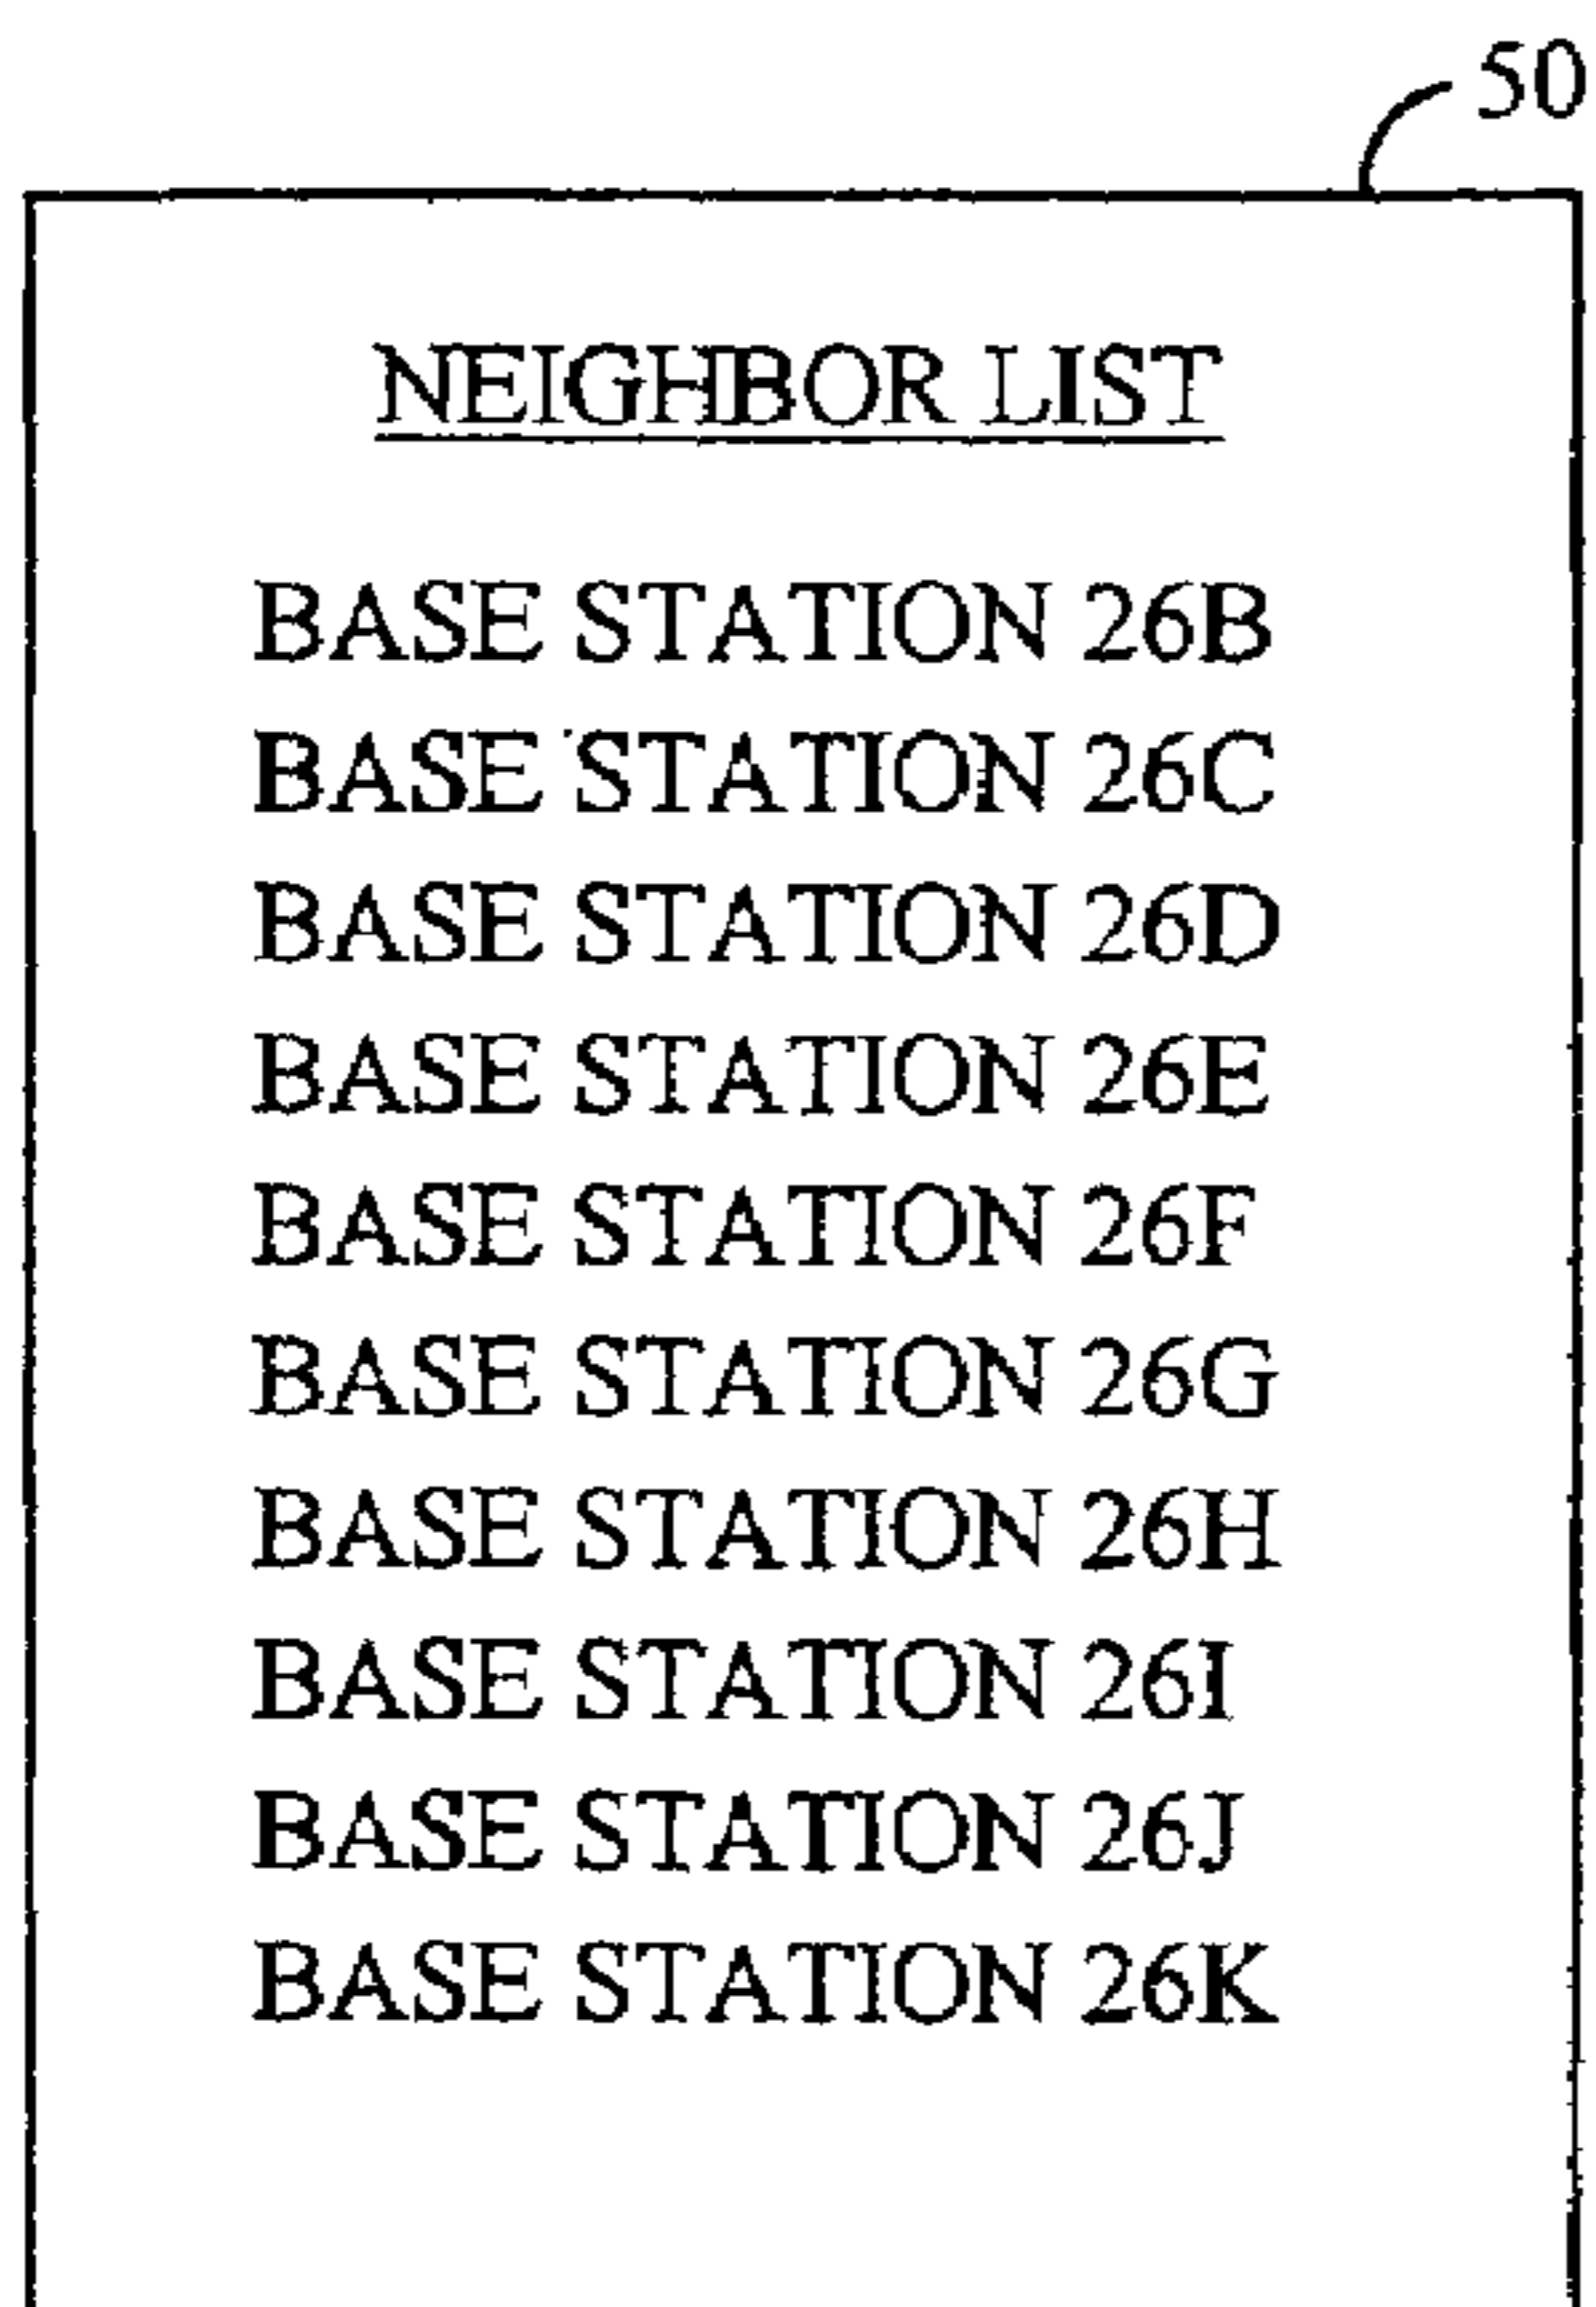 50
NEIGHBOR LIST
BASE STATION 26B
BASE STATION 26C
BASE STATION 26D
BASE STATION 26E
BASE STATION 26F
BASE STATION 26G
BASE STATION 26H
BASE STATION 26I
BASE STATION 26J
BASE STATION 26K